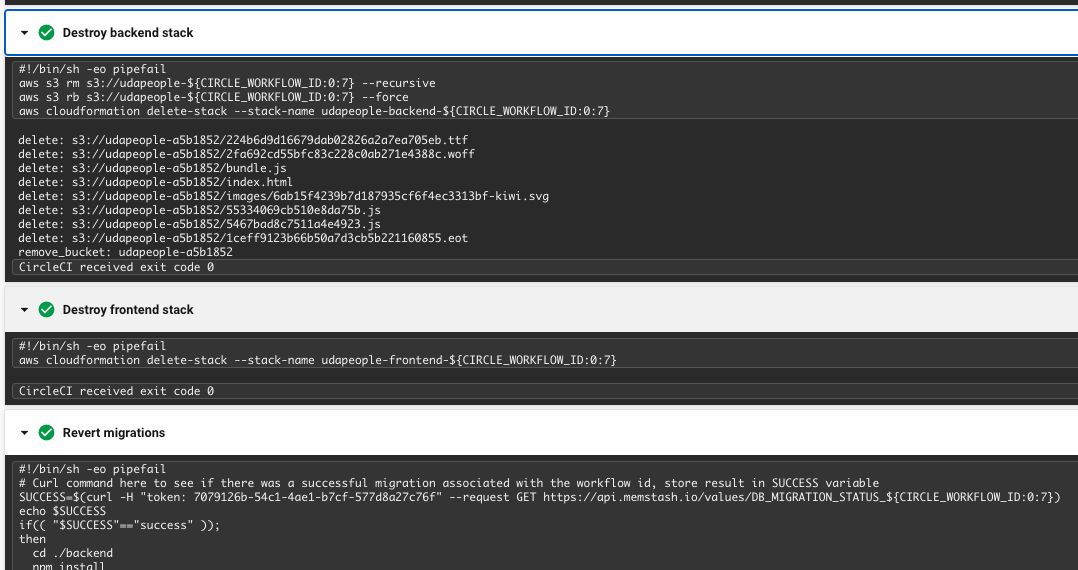 Destroy backend stack
#!/bin/sh -eo pipefail
aws s3 rm s3://udapeople-${CIRCLE_WORKFLOW_ID:0:7} --recursive
aws s3 rb s3://udapeople-${CIRCLE_WORKFLOW_ID:0:7} --force
aws cloudformation delete-stack --stack-name udapeople-backend-${CIRCLE_WORKFLOW_ID:0:7}
delete: s3://udapeople-a5b1852/224b6d9d16679dab02826a2a7ea705eb.ttf
delete: s3://udapeople-a5b1852/2fa692cd55bfc83c228c0ab271e4388c.woff
delete: s3://udapeople-a5b1852/bundle.js
delete: s3://udapeople-a5b1852/index.html
delete: s3://udapeople-a5b1852/images/6ab15f4239b7d187935cf6f4ec3313bf-kiwi.svg
delete: s3://udapeople-a5b1852/55334069cb510e8da75b.js
delete: s3://udapeople-a5b1852/5467bad8c7511a4e4923.js
delete: s3://udapeople-a5b1852/1ceff9123b66b50a7d3cb5b221160855.eot
remove_bucket: udapeople-a5b1852
CircleCI received exit code 0
Destroy frontend stack
#!/bin/sh -eo pipefail
aws cloudformation delete-stack --stack-name udapeople-frontend-${CIRCLE_WORKFLOW_ID:0:7}
CircleCI received exit code 0
Revert migrations
#!/bin/sh -eo pipefail
# Curl command here to see if there was a successful migration associated with the workflow id, store result in SUCCESS variable
SUCCESS=$(curl -H "token: 7079126b-54c1-4ae1-b7cf-577d8a27c76f" --request GET https://api.memstash.io/values/DB_MIGRATION_STATUS_${CIRCLE_WORKFLOW_ID:0:7})
echo $SUCCESS
if(( "$SUCCESS"=="success" ));
then
cd ./backend
npm install